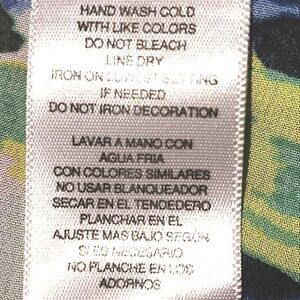 HAND WASH COLD
WITH LIKE COLORS
DO NOT BLEACH
LINE DRY
IRON ON LOWEST SETTING
IF NEEDED
DO NOT IRON DECORATION
LAVAR A MANO CON
AGUA FRIA
CON COLORES SIMILARES
NO USAR BLANQUEADOR
SECAR EN EL TENDEDERO
PLANCHAR EN EL
AJUSTE MAS BAJO SEGUN
SI ES NECESARIO
NO PLANCHE EN LOS
ADORNOS